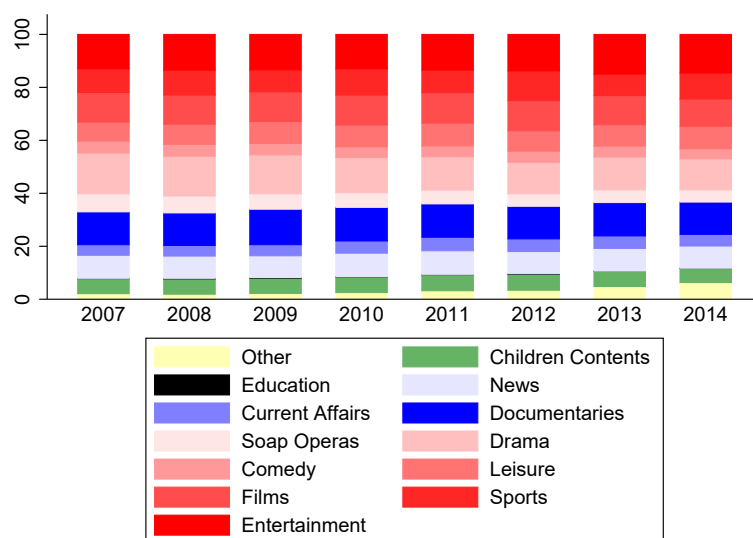 100
80
60
40
20
0
2007 2008 2009 2010 2011 2012 2013 2014
Other Children Contents
Education News
Current Affairs Documentaries
Soap Operas Drama
Comedy Leisure
Films Sports
Entertainment